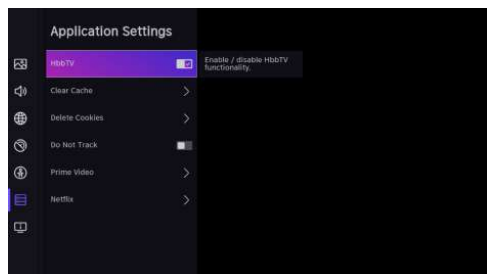 Application Settings
HbbTV
Enable / disable HbbTV
functionality.
Clear Cache
Delete Cookies
Do Not Track
Prime Video
Netflix